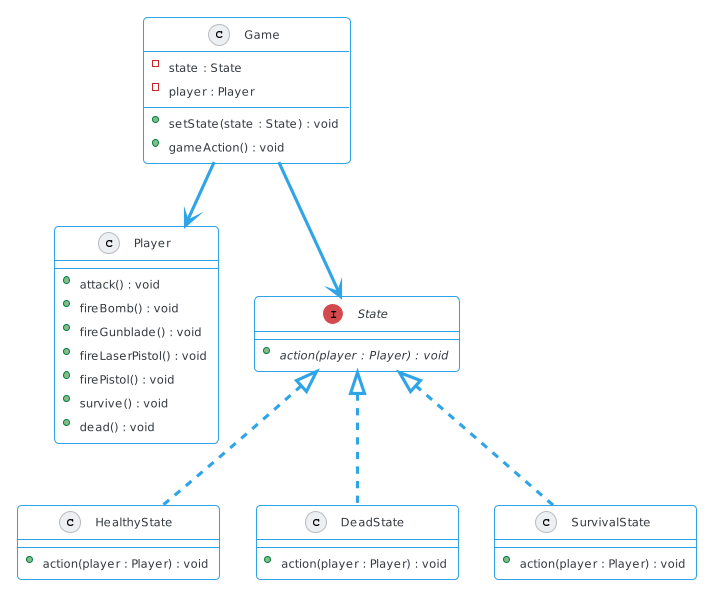 C Game
state : State
player : Player
setState(state : State) : void
gameAction() : void
C Player
attack() : void
fireBomb() : void
fireGunblade() : void
fireLaserPistol() : void
firePistol() : void
survive() : void
dead() : void
I State
action(player : Player) : void
C HealthyState
action(player : Player) : void
C DeadState
action(player : Player) : void
C SurvivalState
action(player : Player) : void